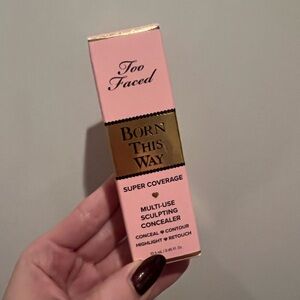 Too
Faced
BORN
THIS
WAY
SUPER COVERAGE
MULTI-USE
SCULPTING
CONCEALER
CONCEAL ♥ CONTOUR
HIGHLIGHT ♥ RETOUCH